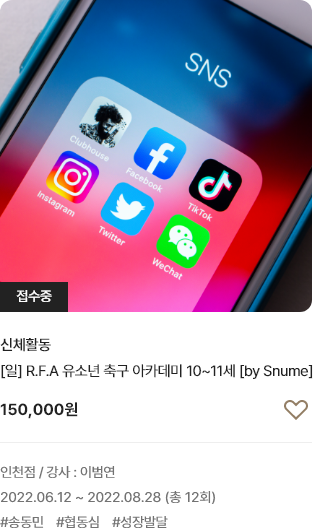 SNS
Clubhouse
Facebook
TikTok
Instagram
Twitter
WeChat
접수중
신체활동
[일] R.F.A 유소년 축구 아카데미 10~11세 [by Snume]
150,000원
인천점 / 강사 : 이범연
2022.06.12 ~ 2022.08.28 (총 12회)
#송동민 #협동심 #성장발달